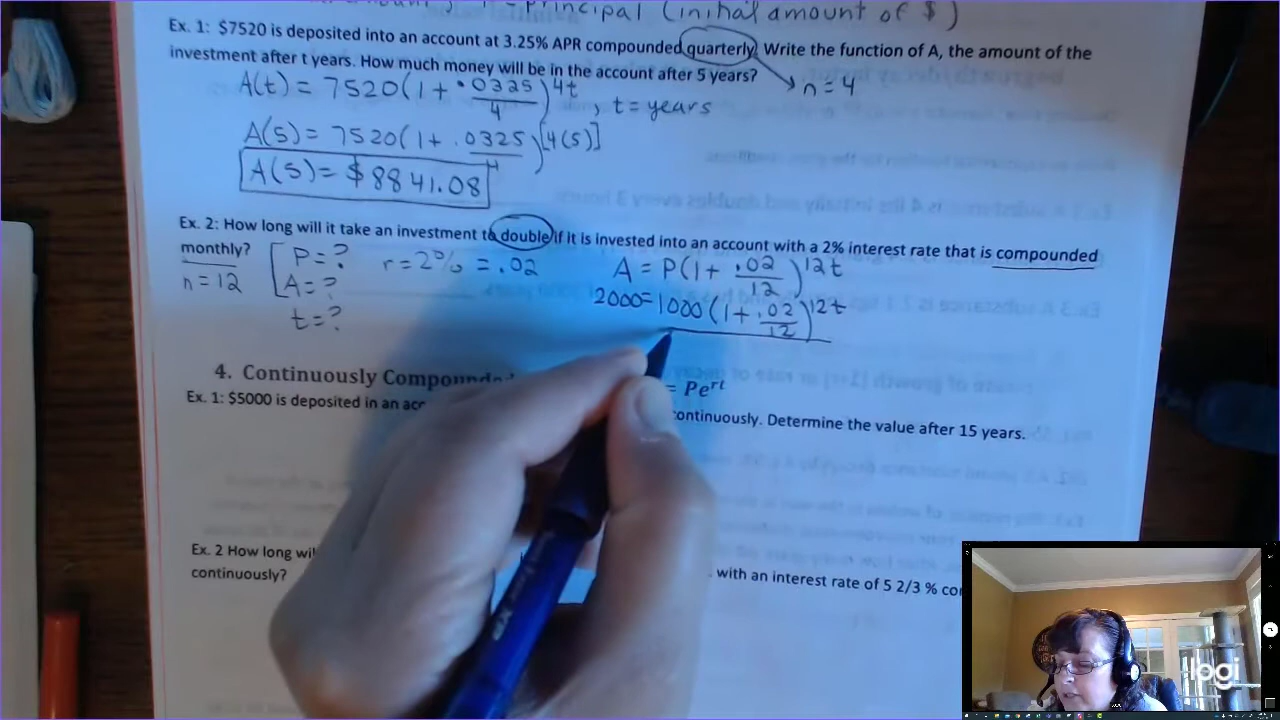 Principal (initial amount of $)
Ex. 1: $7520 is deposited into an account at 3.25% APR compounded quarterly. Write the function of A, the amount of the
investment after t years. How much money will be in the account after 5 years?
n = 4
A(t) = 7520(1 + .0325/4)^4t, t = years
A(5) = 7520(1 + .0325/4)^[4(5)]
A(5) = $8841.08
Ex. 2: How long will it take an investment to double if it is invested into an account with a 2% interest rate that is compounded
monthly?
n = 12
P = ?
A = ?
t = ?
r = 2% = .02
A = P(1 + .02/12)^12t
2000 = 1000(1 + .02/12)^12t
4. Continuously
= Pe^rt
Ex. 1: $5000 is deposited in an
continuously. Determine the value after 15 years.
Ex. 2 How long
with an interest rate of 5 2/3 %
continuously?
logi